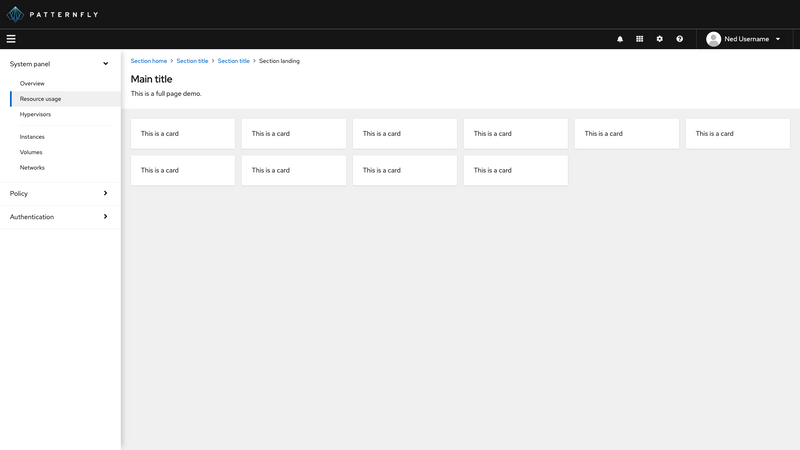 PATTERNFLY
Ned Username
System panel
Overview
Resource usage
Hypervisors
Instances
Volumes
Networks
Policy
Authentication
Section home > Section title > Section title > Section landing
Main title
This is a full page demo.
This is a card This is a card This is a card This is a card This is a card This is a card
This is a card This is a card This is a card This is a card